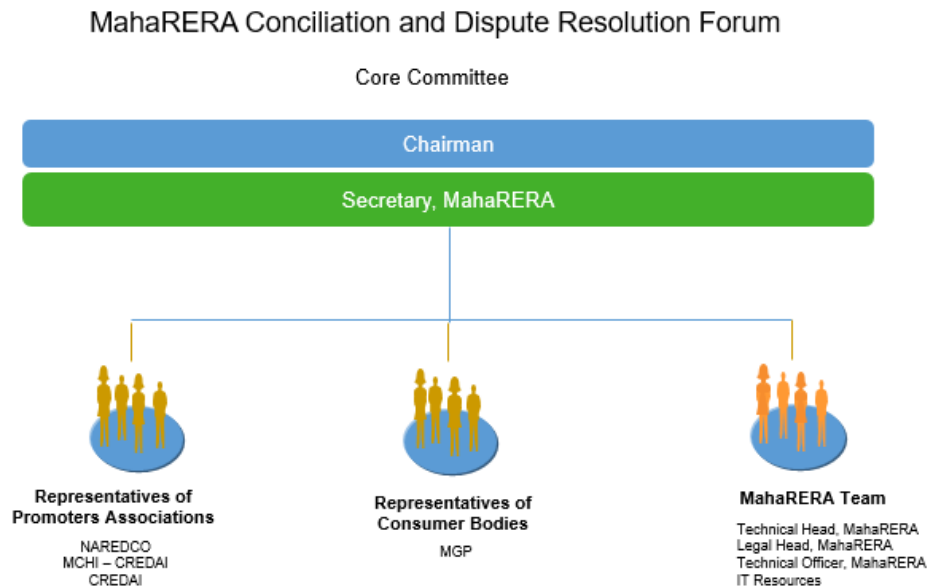 MahaRERA Conciliation and Dispute Resolution Forum
Core Committee
Chairman
Secretary, MahaRERA
Representatives of
Promoters Associations
NAREDCO
MCHI – CREDAI
CREDAI
Representatives of
Consumer Bodies
MGP
MahaRERA Team
Technical Head, MahaRERA
Legal Head, MahaRERA
Technical Officer, MahaRERA
IT Resources